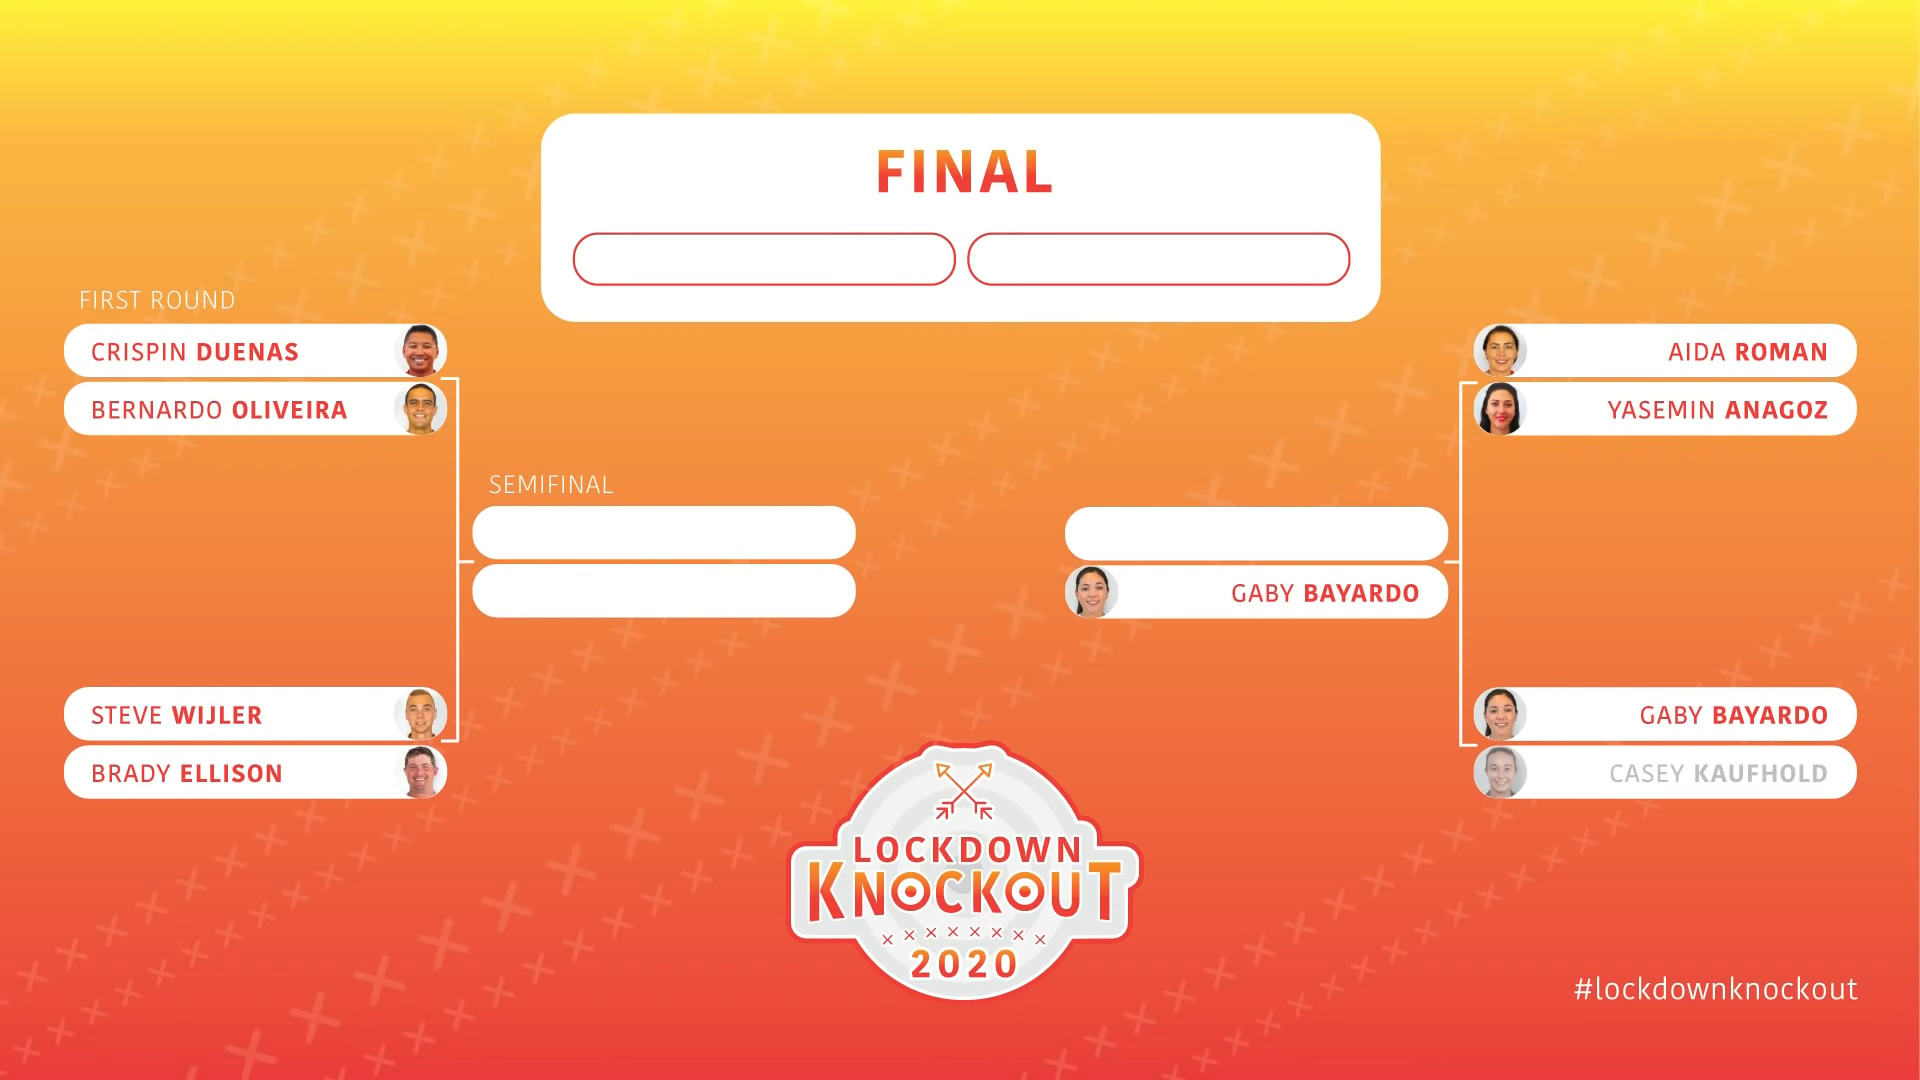 FINAL
FIRST ROUND
CRISPIN DUENAS
BERNARDO OLIVEIRA
AIDA ROMAN
YASEMIN ANAGOZ
SEMIFINAL
GABY BAYARDO
STEVE WIJLER
BRADY ELLISON
GABY BAYARDO
CASEY KAUFHOLD
LOCKDOWN
KNOCKOUT
2020
#lockdownknockout